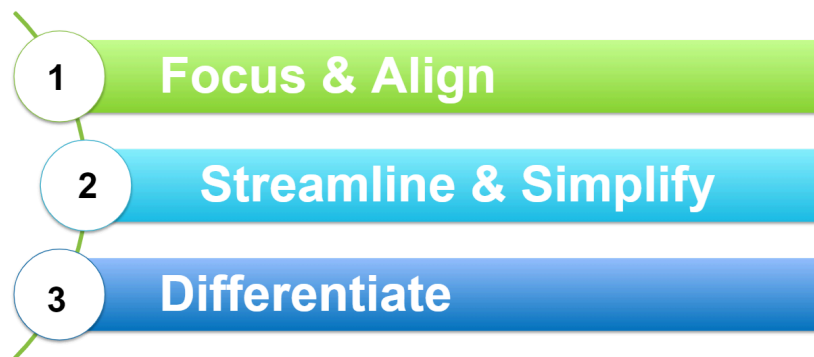 1 Focus & Align
2 Streamline & Simplify
3 Differentiate